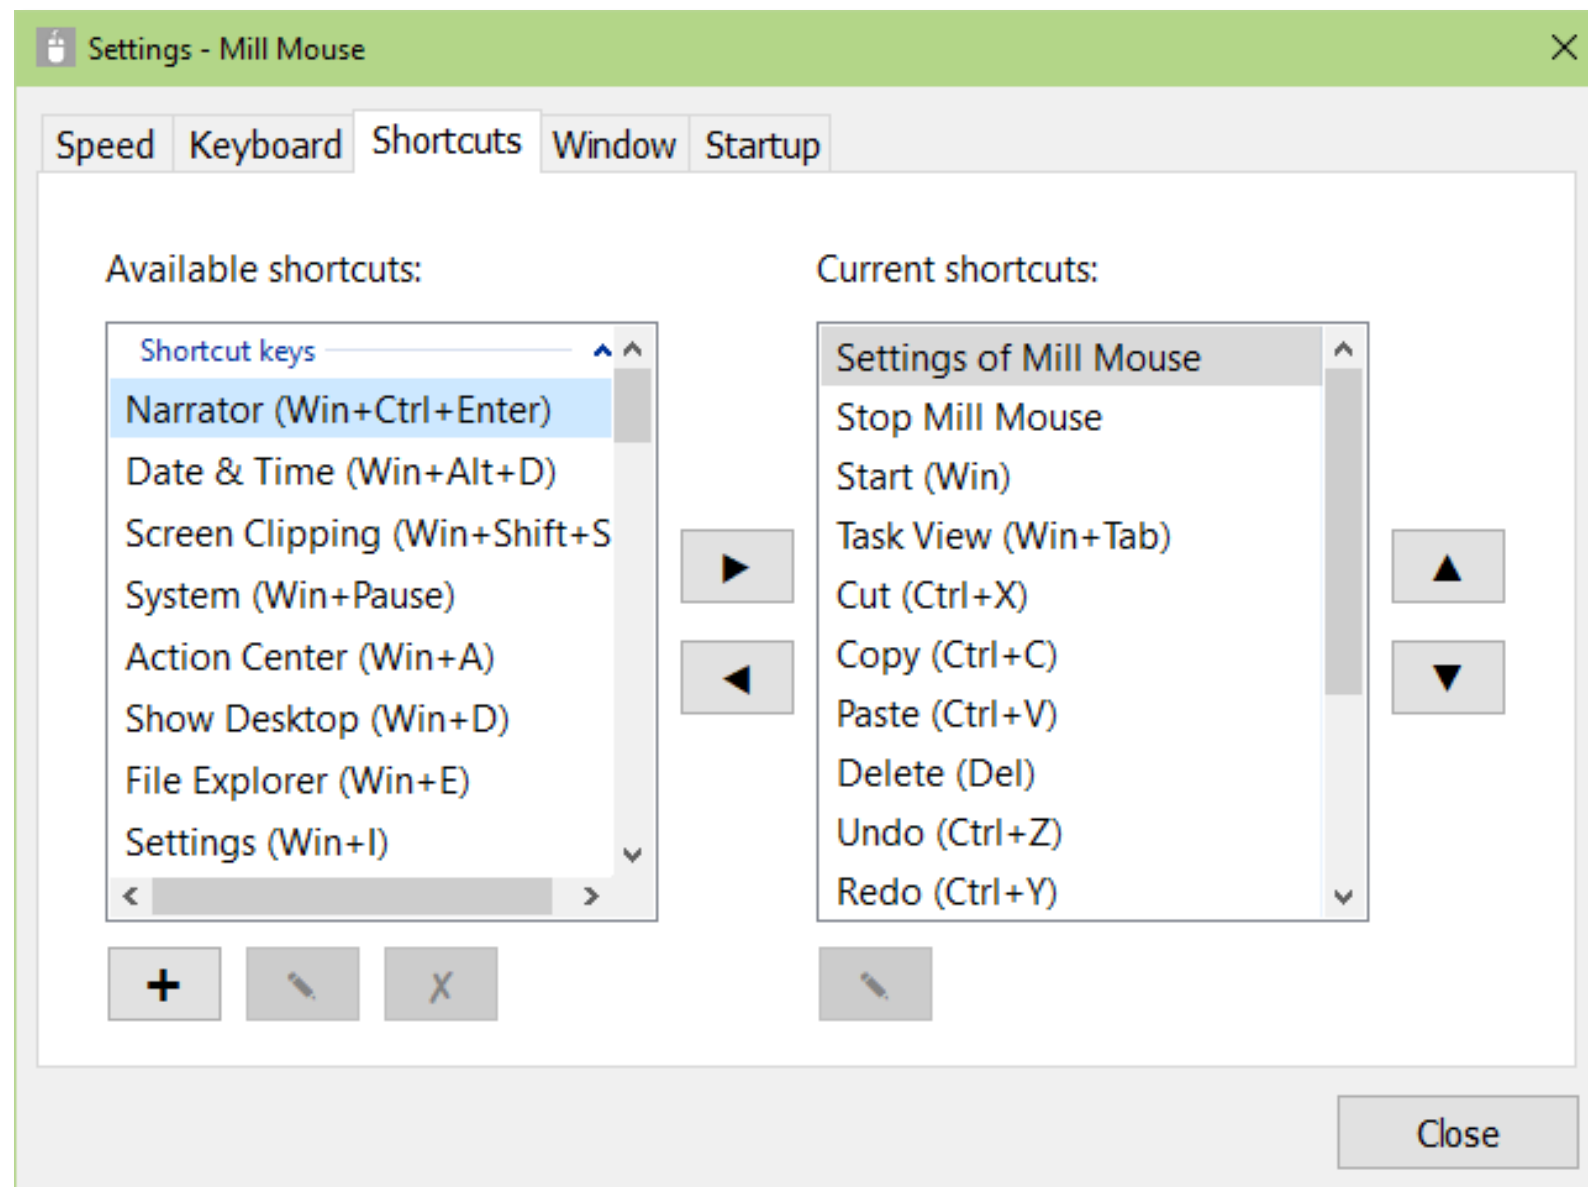 Settings - Mill Mouse
Speed Keyboard Shortcuts Window Startup
Available shortcuts:
Shortcut keys
Narrator (Win+Ctrl+Enter)
Date & Time (Win+Alt+D)
Screen Clipping (Win+Shift+S
System (Win+Pause)
Action Center (Win+A)
Show Desktop (Win+D)
File Explorer (Win+E)
Settings (Win+I)
Current shortcuts:
Settings of Mill Mouse
Stop Mill Mouse
Start (Win)
Task View (Win+Tab)
Cut (Ctrl+X)
Copy (Ctrl+C)
Paste (Ctrl+V)
Delete (Del)
Undo (Ctrl+Z)
Redo (Ctrl+Y)
Close